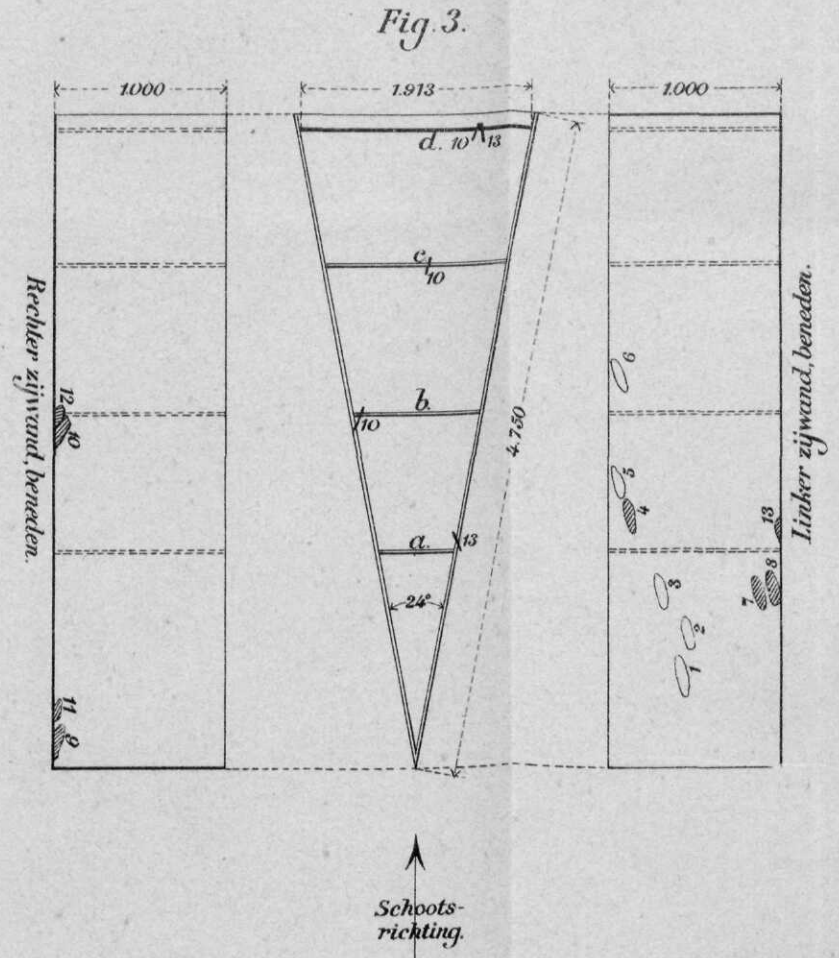 Fig. 3.
1.000
1.913
1.000
d. 10 13
c.
10
b.
10
a.
13
24°
4.750
Rechter zijwand, beneden.
12
10
11
9
Linker zijwand, beneden.
6
5
4
13
3
8
7
2
1
Schoots-
richting.